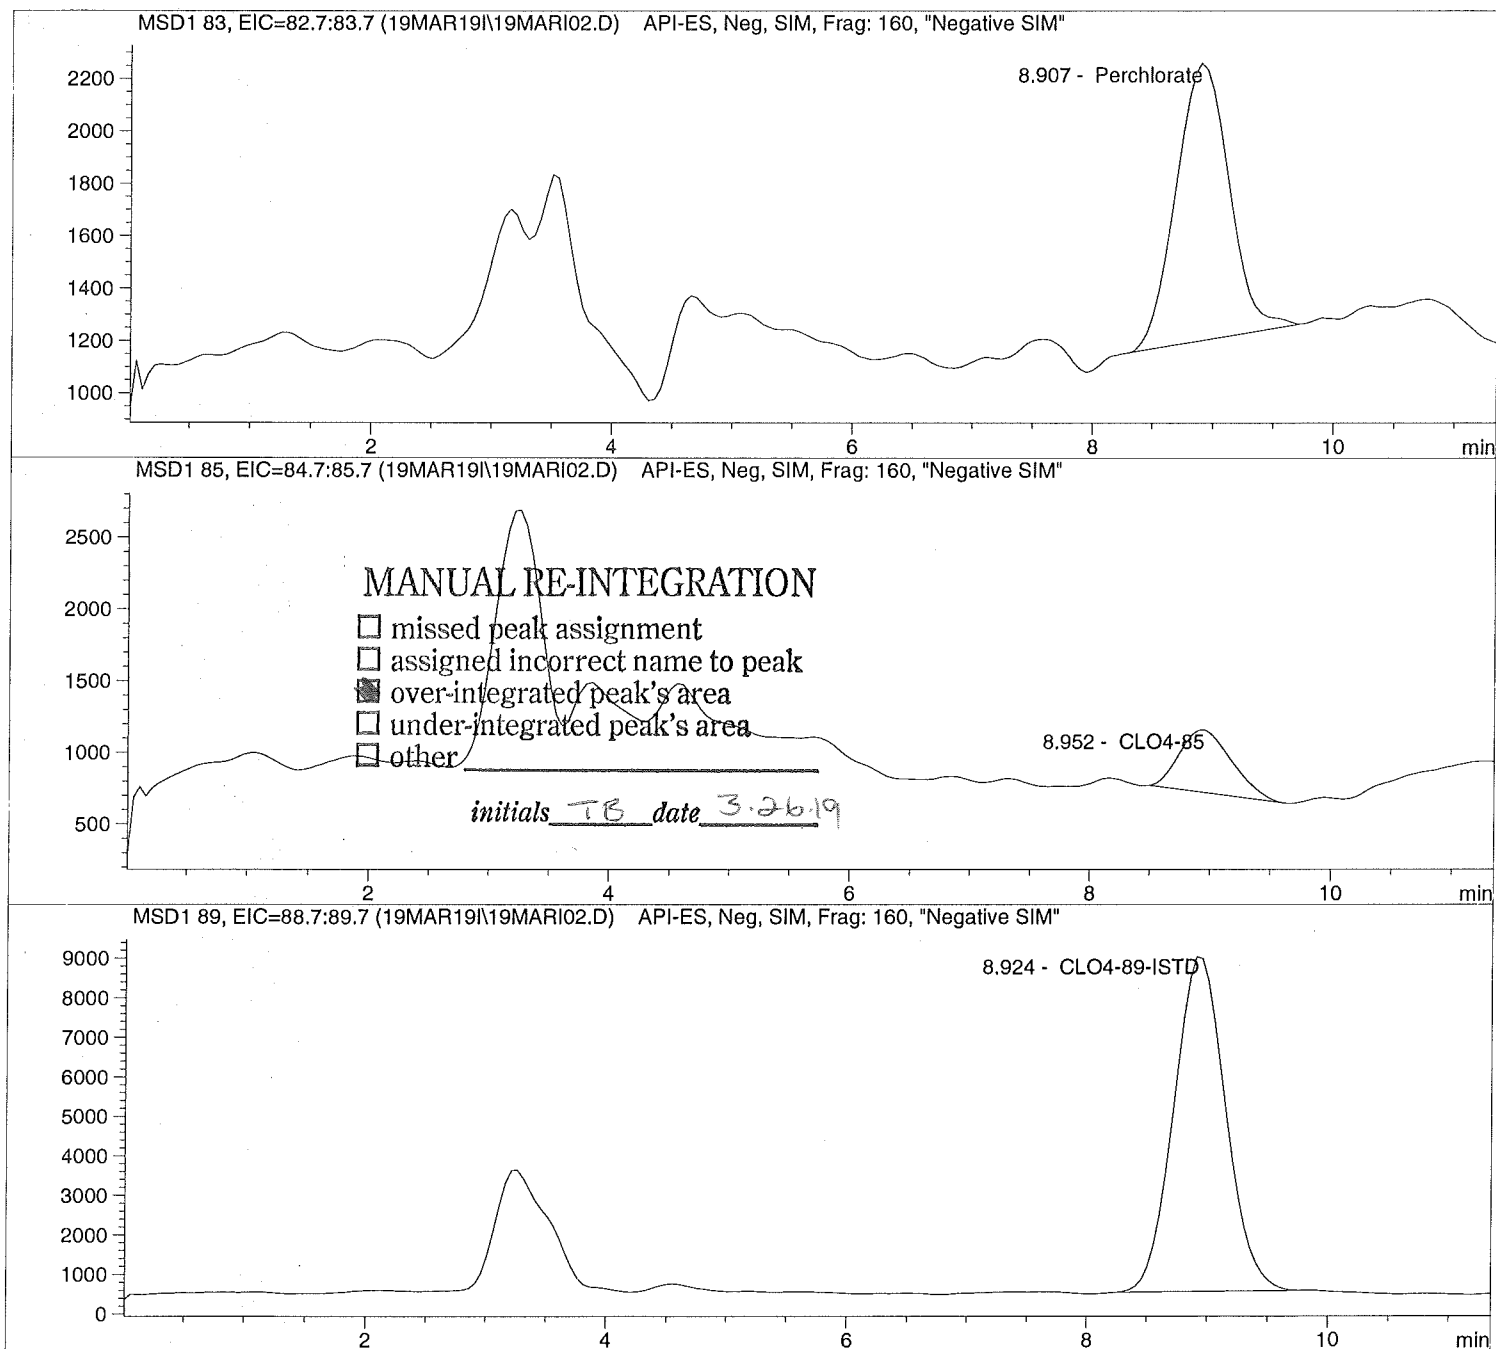 MSD1 83, EIC=82.7:83.7 (19MAR19I\19MARI02.D) API-ES, Neg, SIM, Frag: 160, "Negative SIM"
8.907 - Perchlorate
2200
2000
1800
1600
1400
1200
1000
2 4 6 8 10 min
MSD1 85, EIC=84.7:85.7 (19MAR19I\19MARI02.D) API-ES, Neg, SIM, Frag: 160, "Negative SIM"
2500
2000
1500
1000
500
MANUAL RE-INTEGRATION
☐ missed peak assignment
☐ assigned incorrect name to peak
☒ over-integrated peak's area
☐ under-integrated peak's area
☐ other
initials TB date 3.26.19
8.952 - CLO4-85
2 4 6 8 10 min
MSD1 89, EIC=88.7:89.7 (19MAR19I\19MARI02.D) API-ES, Neg, SIM, Frag: 160, "Negative SIM"
8.924 - CLO4-89-ISTD
9000
8000
7000
6000
5000
4000
3000
2000
1000
0
2 4 6 8 10 min